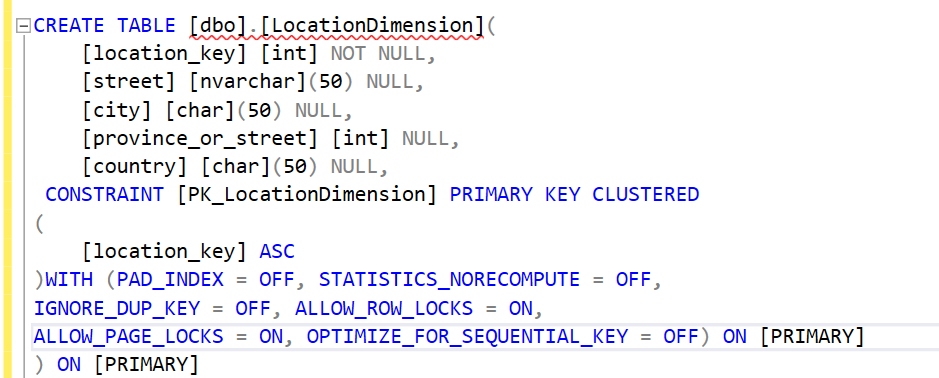 CREATE TABLE [dbo].[LocationDimension](
[location_key] [int] NOT NULL,
[street] [nvarchar](50) NULL,
[city] [char](50) NULL,
[province_or_street] [int] NULL,
[country] [char](50) NULL,
CONSTRAINT [PK_LocationDimension] PRIMARY KEY CLUSTERED
(
[location_key] ASC
)WITH (PAD_INDEX = OFF, STATISTICS_NORECOMPUTE = OFF,
IGNORE_DUP_KEY = OFF, ALLOW_ROW_LOCKS = ON,
ALLOW_PAGE_LOCKS = ON, OPTIMIZE_FOR_SEQUENTIAL_KEY = OFF) ON [PRIMARY]
) ON [PRIMARY]